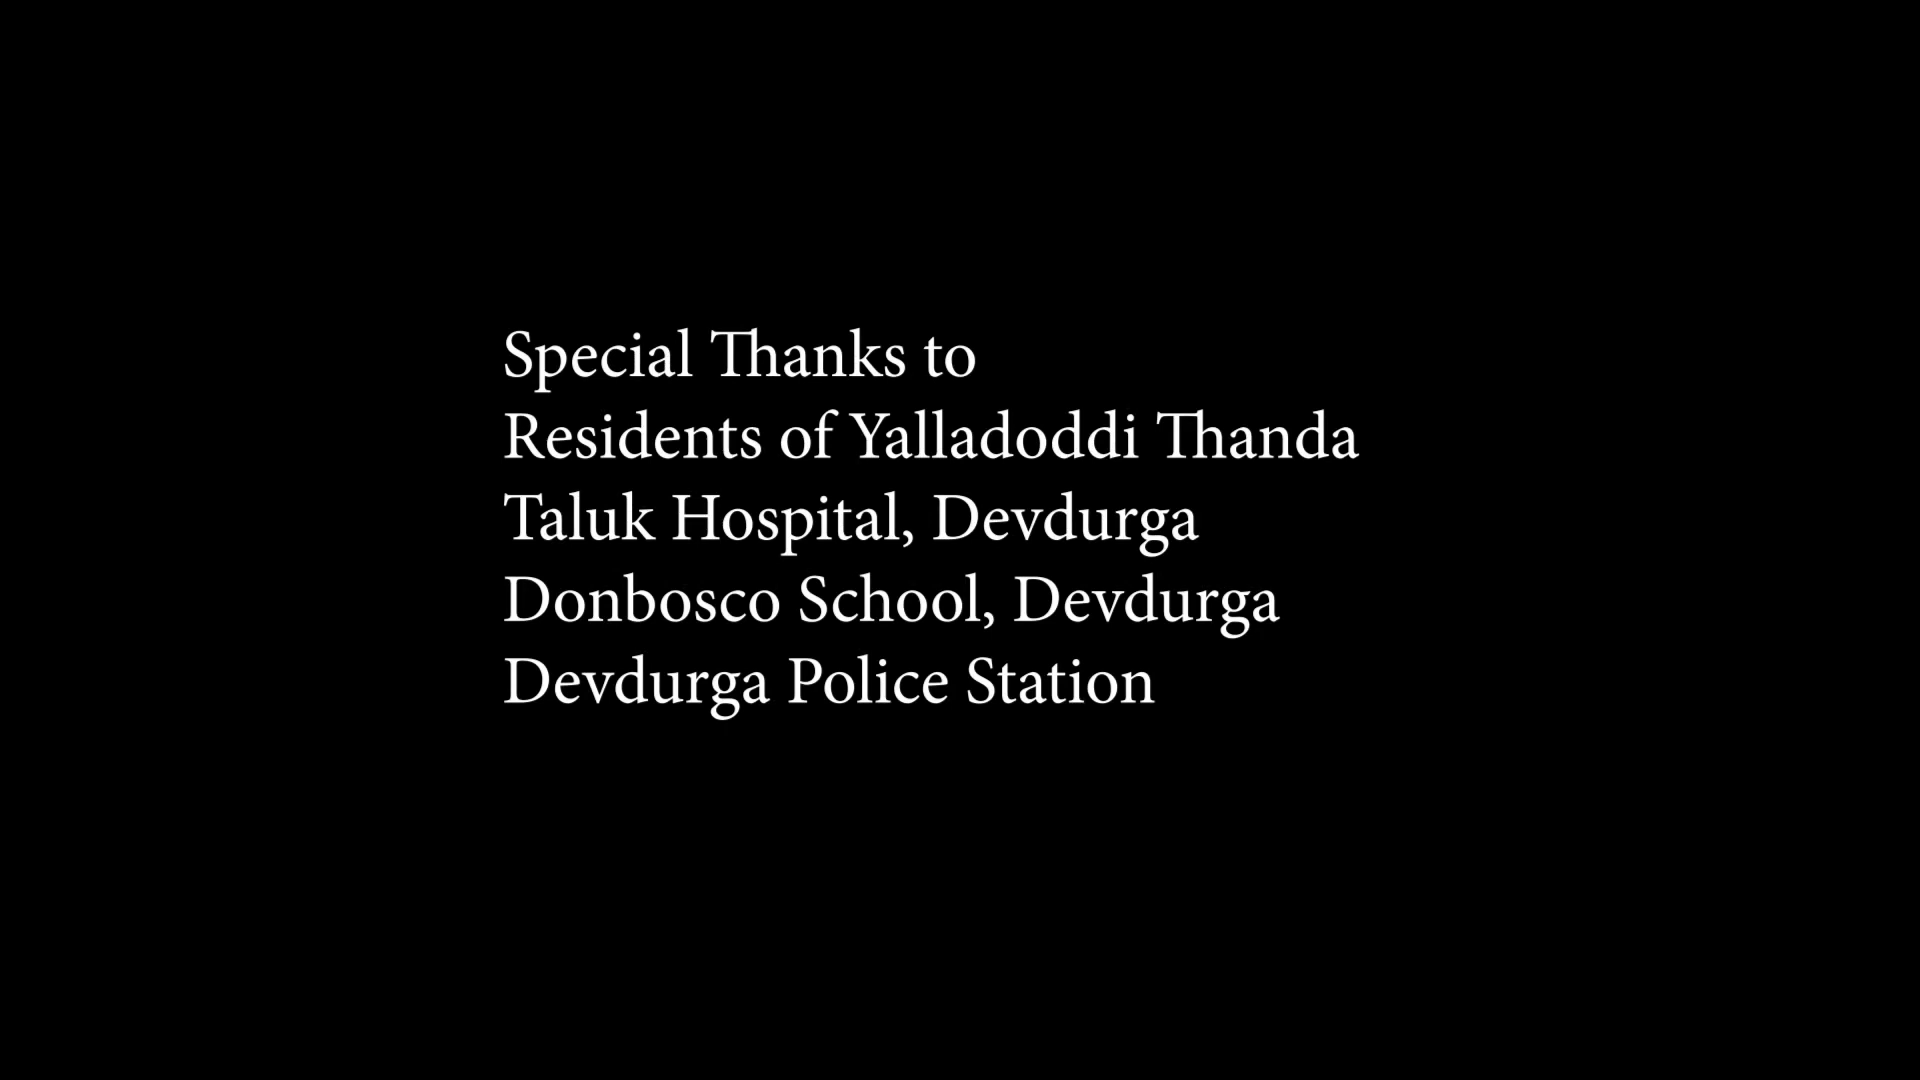 Special Thanks to
Residents of Yalladoddi Thanda
Taluk Hospital, Devdurga
Donbosco School, Devdurga
Devdurga Police Station